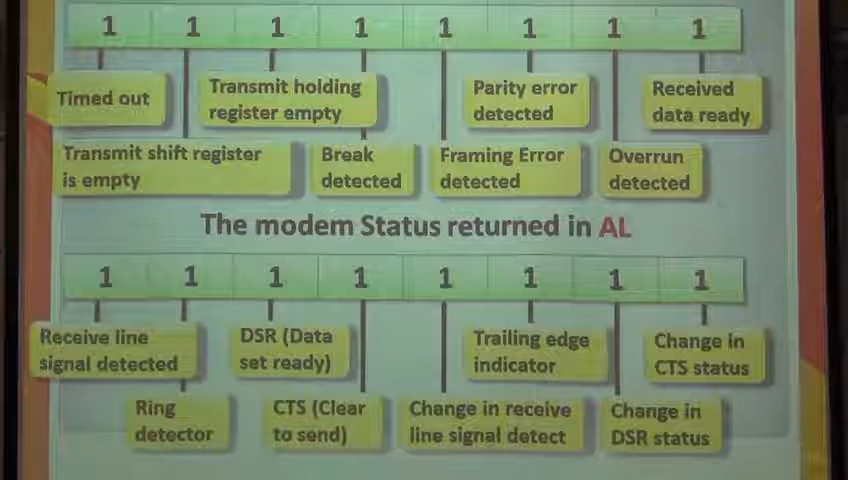 1 1 1 1 1 1 1 1
Timed out
Transmit holding
register empty
Parity error
detected
Received
data ready
Transmit shift register
is empty
Break
detected
Framing Error
detected
Overrun
detected
The modem Status returned in AL
1 1 1 1 1 1 1 1
Receive line
signal detected
DSR (Data
set ready)
Trailing edge
indicator
Change in
CTS status
Ring
detector
CTS (Clear
to send)
Change in receive
line signal detect
Change in
DSR status